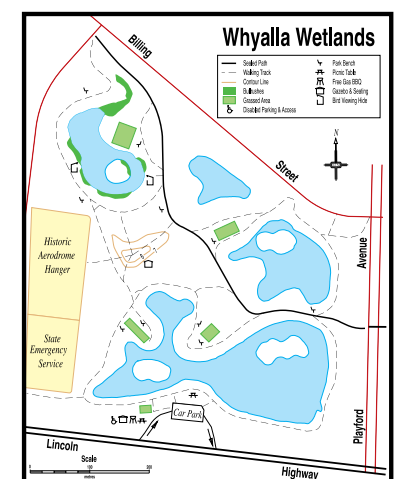 Whyalla Wetlands
Sealed Path
Walking Track
Contour Line
Bullrushes
Grassed Area
Disabled Parking & Access
Park Bench
Picnic Table
Free Gas BBQ
Gazebo & Seating
Bird Viewing Hide
Billing
Street
N
Avenue
Playford
Historic
Aerodrome
Hanger
State
Emergency
Service
Car Park
Lincoln
Highway
Scale
0
100
200
metres